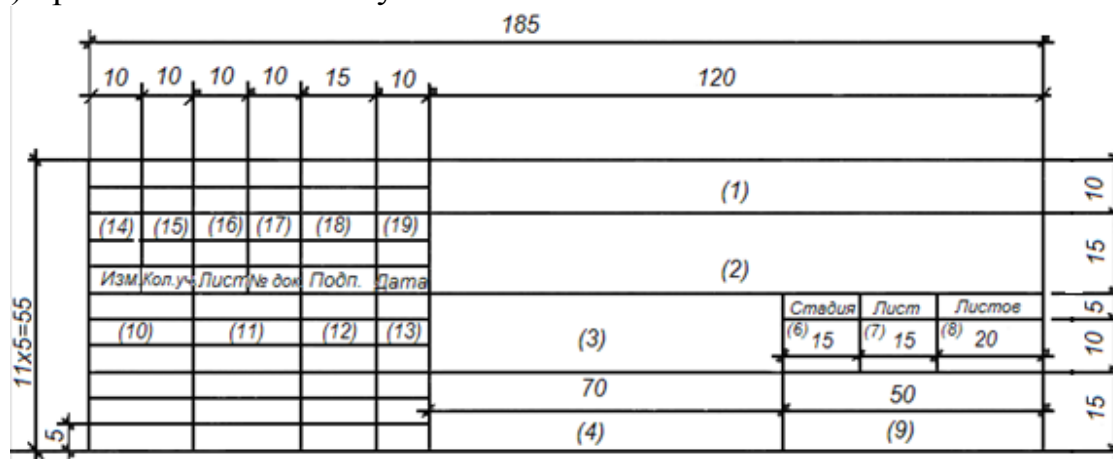 185
10 10 10 10 15 10 120
(1) 10
(14) (15) (16) (17) (18) (19)
(2) 15
Изм. Кол.уч Лист № док Подп. Дата
Стадия Лист Листов 5
(10) (11) (12) (13) (3) (6) 15 (7) 15 (8) 20 10
11х5=55
70 50 15
5 (4) (9)